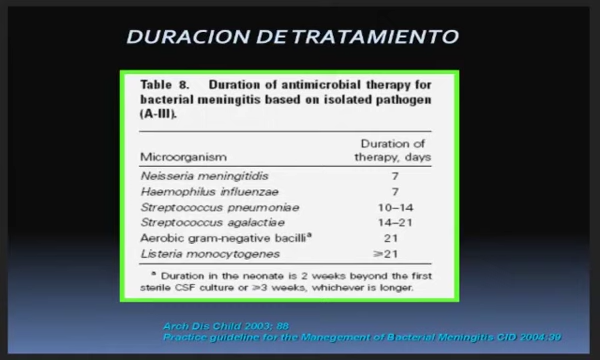 DURACION DE TRATAMIENTO
Table 8. Duration of antimicrobial therapy for
bacterial meningitis based on isolated pathogen
(A-III).
Microorganism Duration of therapy, days
Neisseria meningitidis 7
Haemophilus influenzae 7
Streptococcus pneumoniae 10–14
Streptococcus agalactiae 14–21
Aerobic gram-negative bacilliᵃ 21
Listeria monocytogenes ⩾21
ᵃ Duration in the neonate is 2 weeks beyond the first
sterile CSF culture or ⩾3 weeks, whichever is longer.
Arch Dis Child 2003; 88
Practice guideline for the Manegement of Bacterial Meningitis CID 2004:39